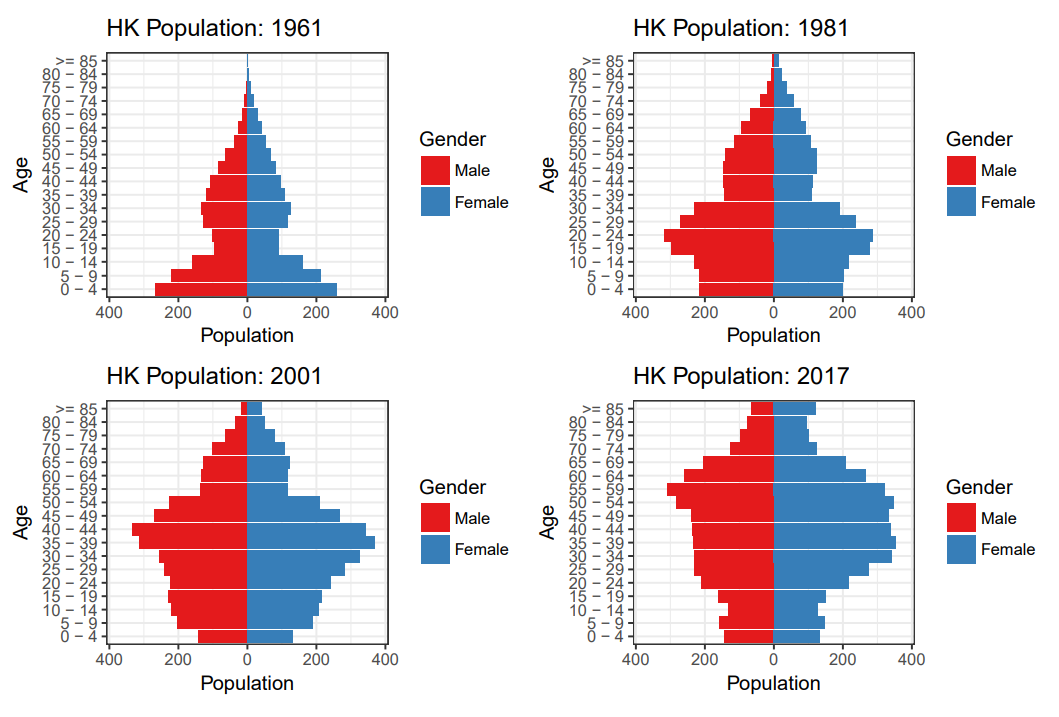 HK Population: 1961
>= 85
80 − 84
75 − 79
70 − 74
65 − 69
60 − 64
55 − 59
50 − 54
45 − 49
40 − 44
35 − 39
30 − 34
25 − 29
20 − 24
15 − 19
10 − 14
5 − 9
0 − 4
Age
400 200 0 200 400
Population
Gender
Male
Female
HK Population: 1981
>= 85
80 − 84
75 − 79
70 − 74
65 − 69
60 − 64
55 − 59
50 − 54
45 − 49
40 − 44
35 − 39
30 − 34
25 − 29
20 − 24
15 − 19
10 − 14
5 − 9
0 − 4
Age
400 200 0 200 400
Population
Gender
Male
Female
HK Population: 2001
>= 85
80 − 84
75 − 79
70 − 74
65 − 69
60 − 64
55 − 59
50 − 54
45 − 49
40 − 44
35 − 39
30 − 34
25 − 29
20 − 24
15 − 19
10 − 14
5 − 9
0 − 4
Age
400 200 0 200 400
Population
Gender
Male
Female
HK Population: 2017
>= 85
80 − 84
75 − 79
70 − 74
65 − 69
60 − 64
55 − 59
50 − 54
45 − 49
40 − 44
35 − 39
30 − 34
25 − 29
20 − 24
15 − 19
10 − 14
5 − 9
0 − 4
Age
400 200 0 200 400
Population
Gender
Male
Female